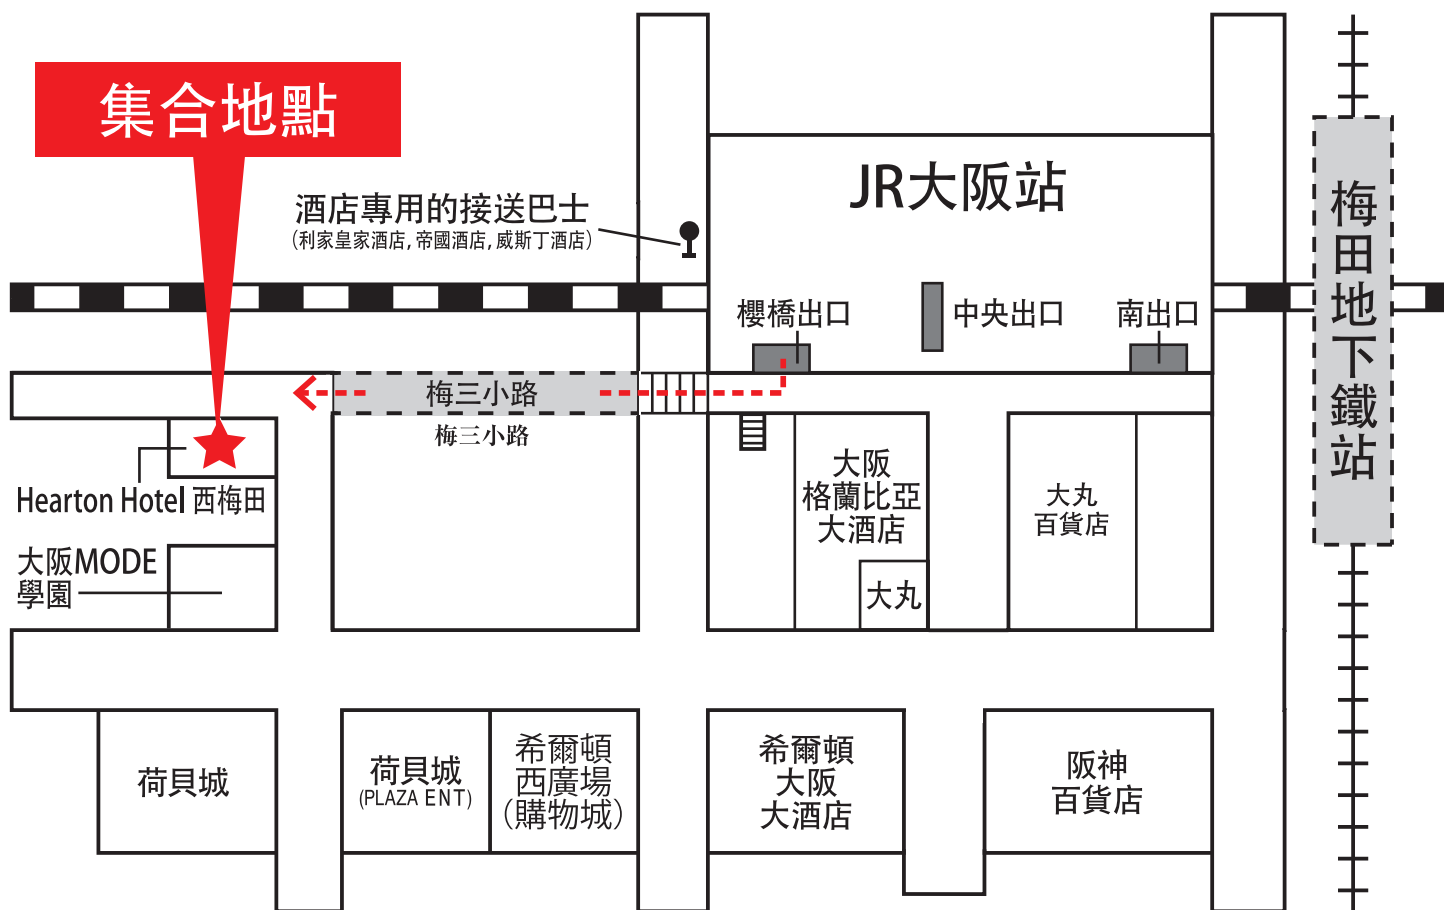 集合地點
JR大阪站
酒店專用的接送巴士
(利家皇家酒店, 帝國酒店, 威斯丁酒店)
梅田地下鐵站
櫻橋出口
中央出口
南出口
梅三小路
梅三小路
Hearton Hotel 西梅田
大阪
格蘭比亞
大酒店
大丸
百貨店
大阪MODE
學園
大丸
荷貝城
荷貝城
(PLAZA ENT)
希爾頓
西廣場
(購物城)
希爾頓
大阪
大酒店
阪神
百貨店